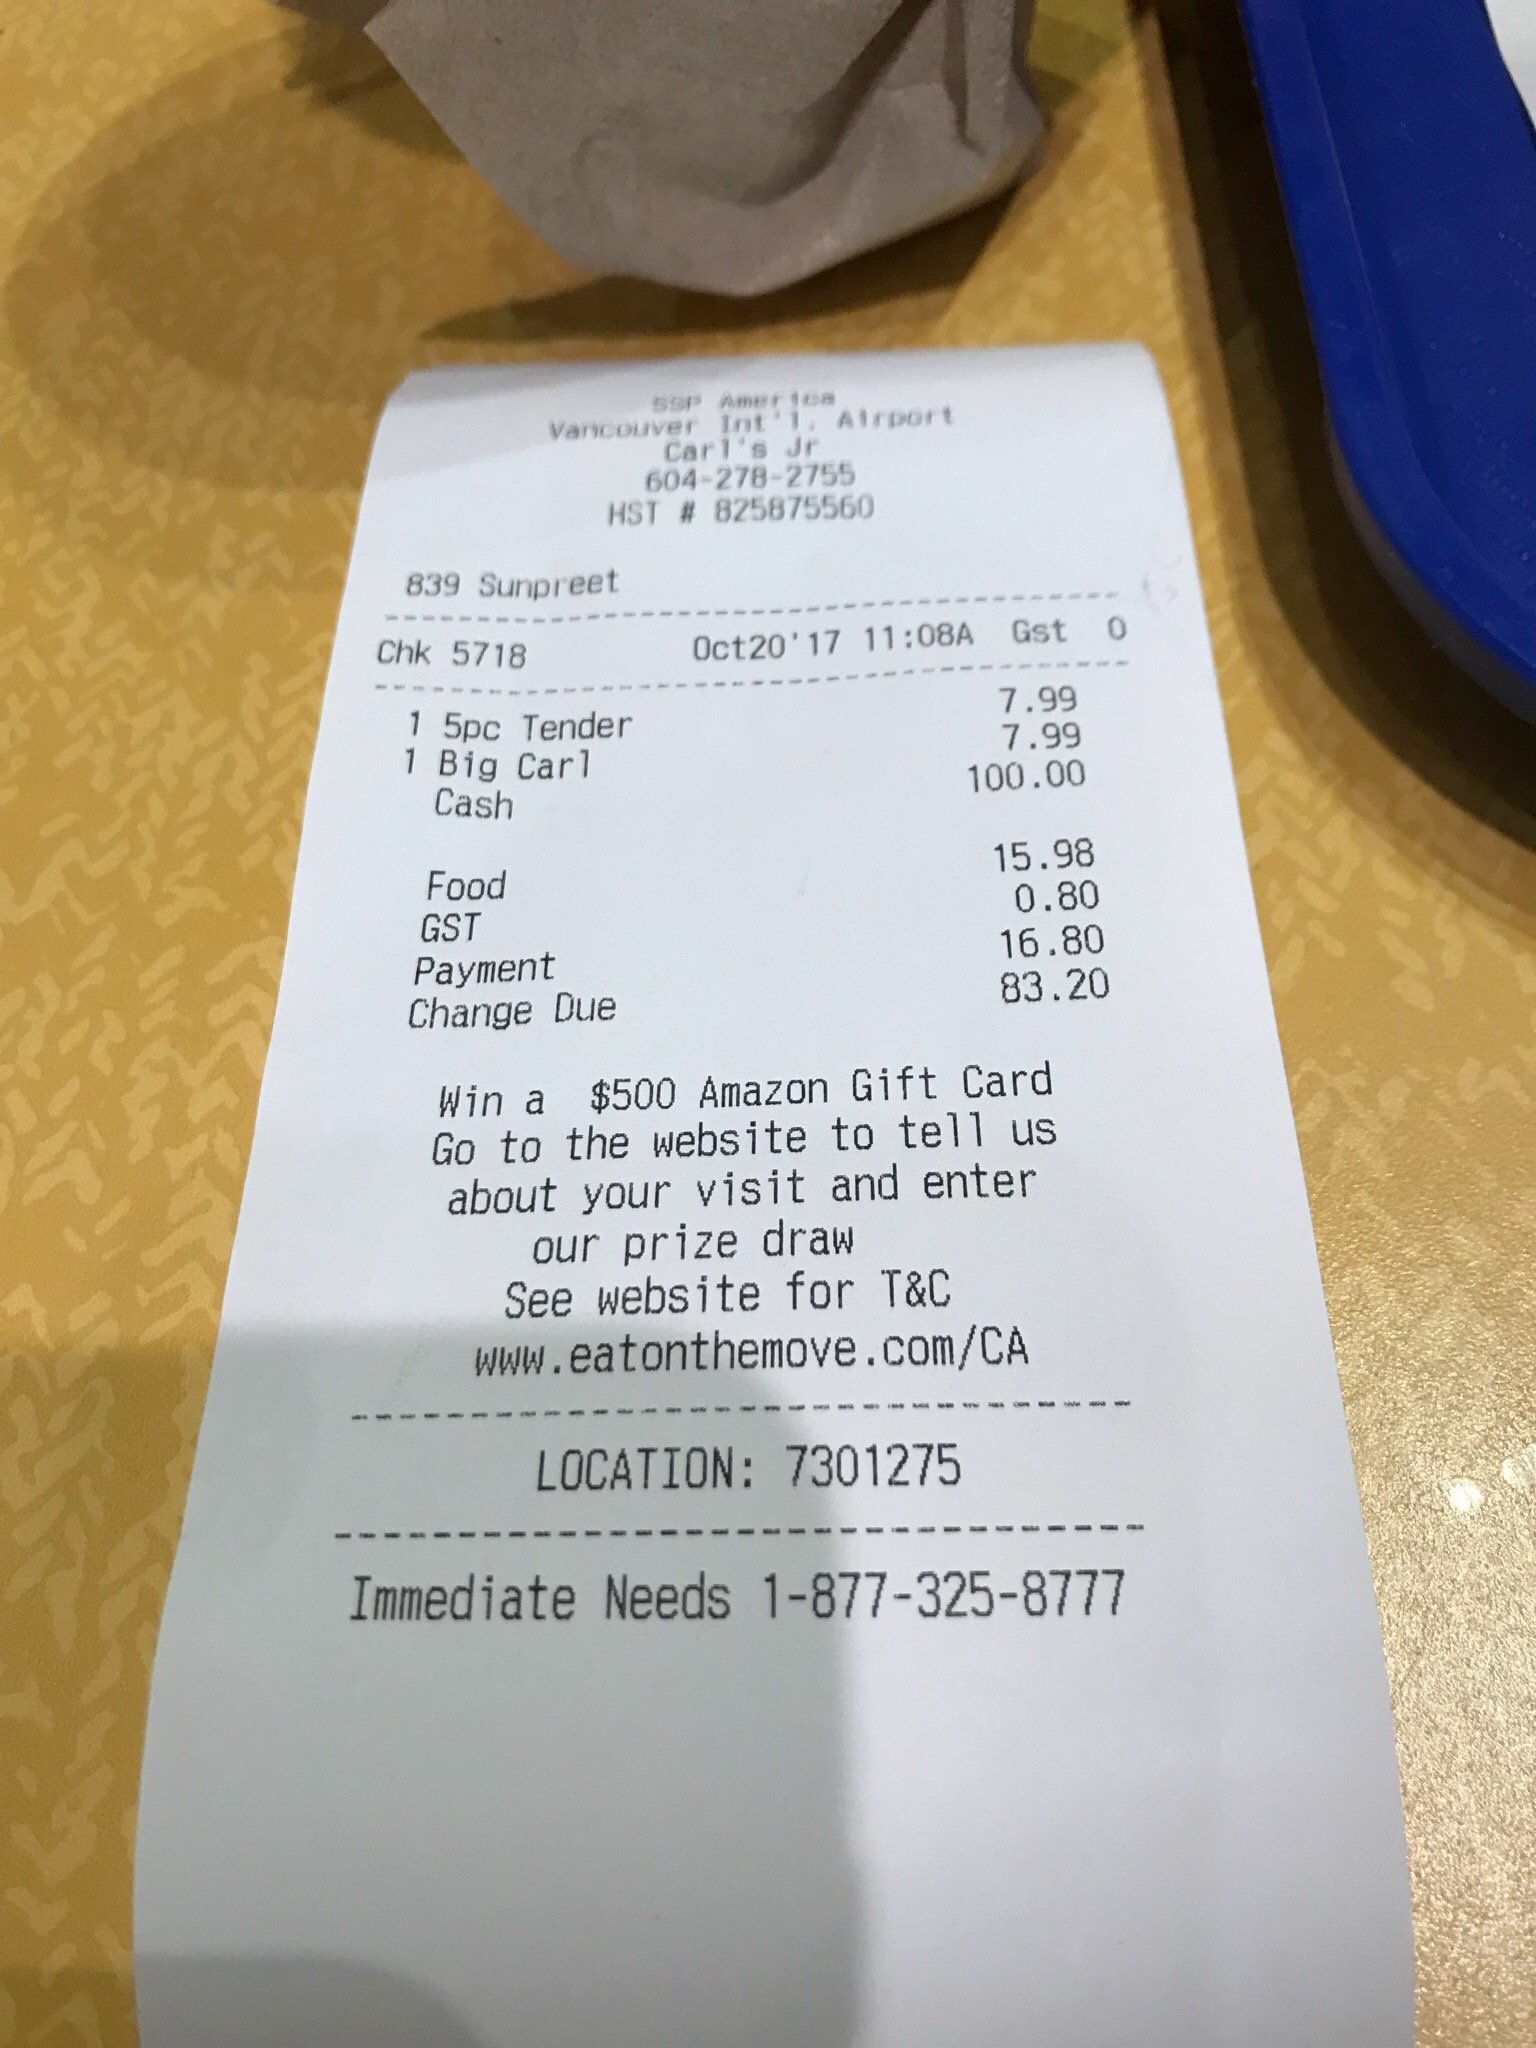 SSP America
Vancouver Int'l. Airport
Carl's Jr
604-278-2755
HST # 825875560
839 Sunpreet
Chk 5718 Oct20'17 11:08A Gst 0
1 5pc Tender 7.99
1 Big Carl 7.99
Cash 100.00
Food 15.98
GST 0.80
Payment 16.80
Change Due 83.20
Win a $500 Amazon Gift Card
Go to the website to tell us
about your visit and enter
our prize draw
See website for T&C
www.eatonthemove.com/CA
LOCATION: 7301275
Immediate Needs 1-877-325-8777